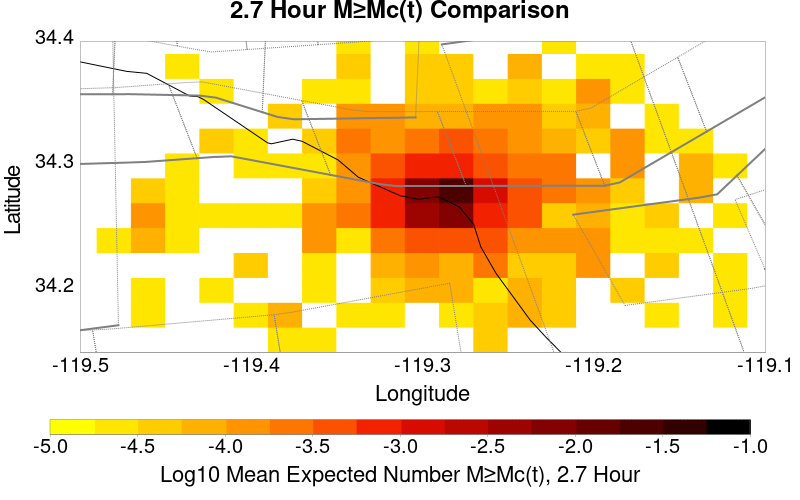 2.7 Hour M≥Mc(t) Comparison
34.4
34.3
34.2
Latitude
-119.5 -119.4 -119.3 -119.2 -119.1
Longitude
-5.0 -4.5 -4.0 -3.5 -3.0 -2.5 -2.0 -1.5 -1.0
Log10 Mean Expected Number M≥Mc(t), 2.7 Hour